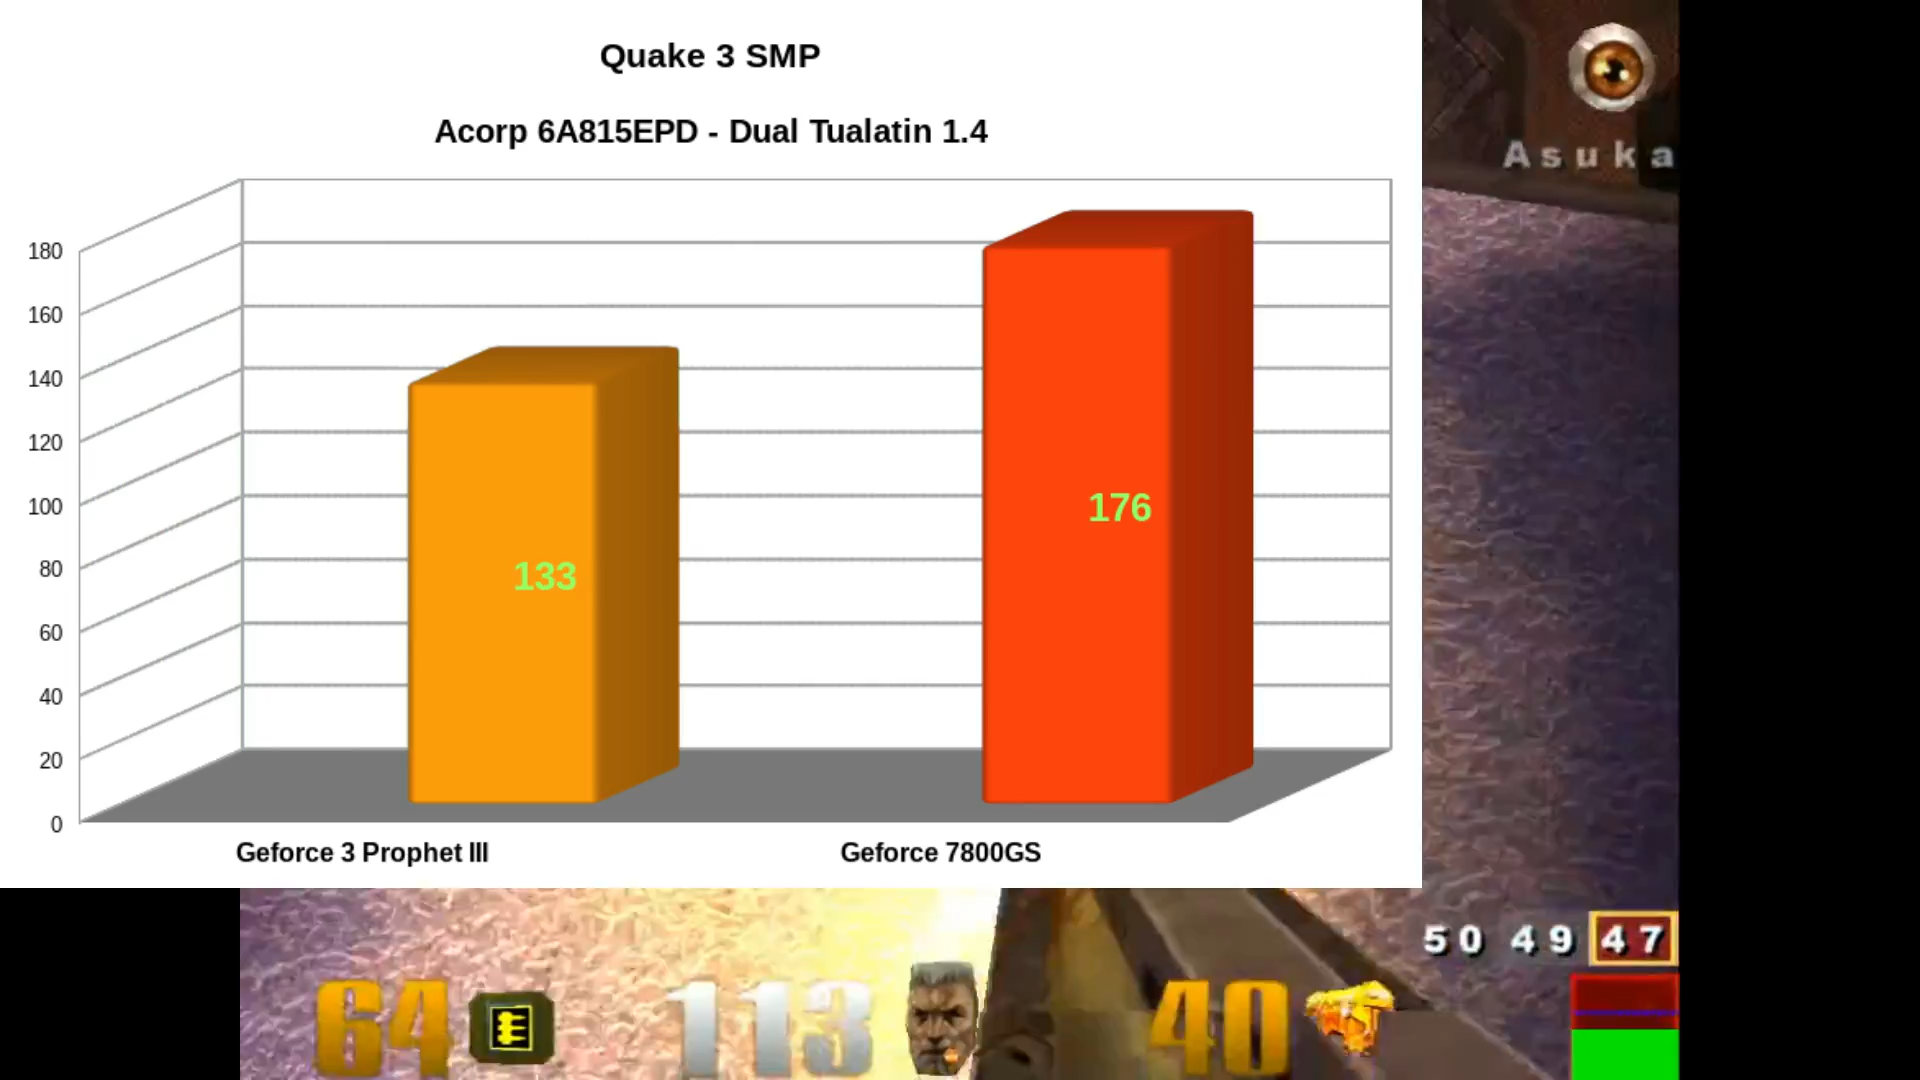 Quake 3 SMP
Acorp 6A815EPD - Dual Tualatin 1.4
Asuka
180
160
140
120
100
80
60
40
20
0
133
176
Geforce 3 Prophet III
Geforce 7800GS
50 49 47
64 113 40